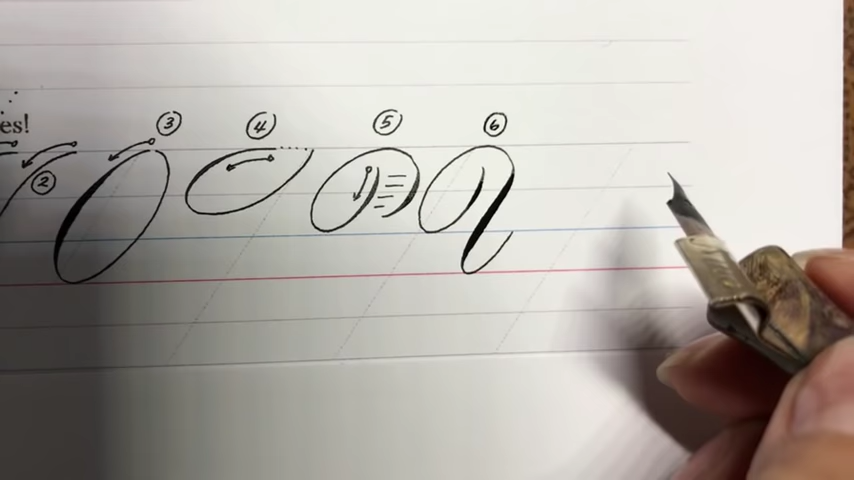 es!
③ ④ ⑤ ⑥
②